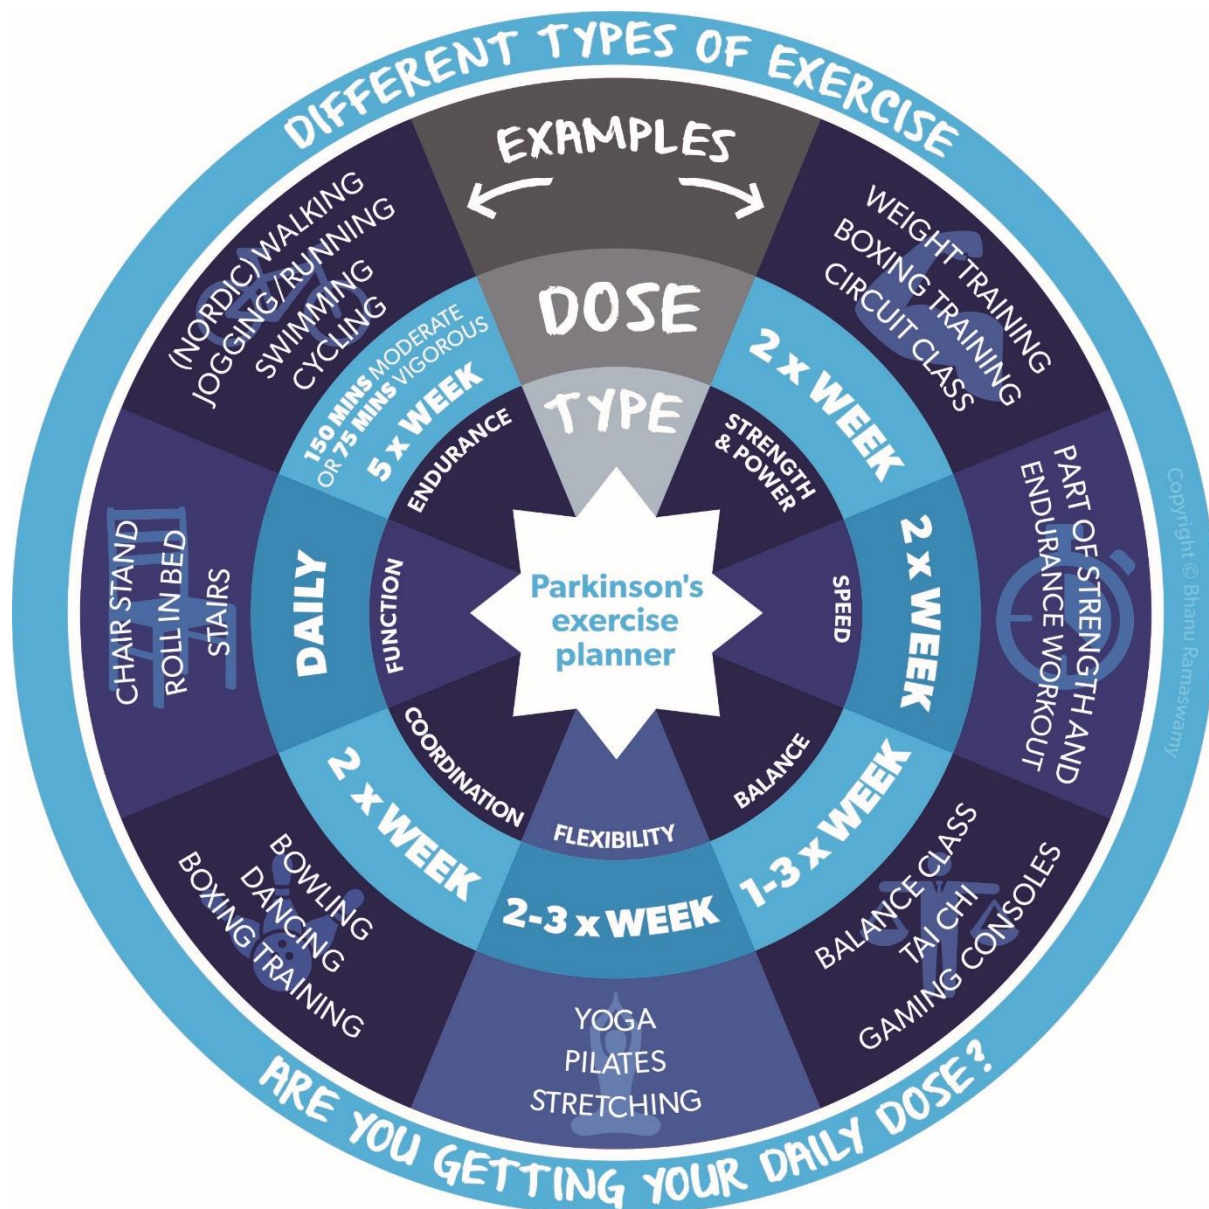 DIFFERENT TYPES OF EXERCISE
EXAMPLES
DOSE
TYPE
Parkinson's
exercise
planner
STRENGTH
& POWER
2 x WEEK
WEIGHT TRAINING
BOXING TRAINING
CIRCUIT CLASS
SPEED
2 x WEEK
PART OF STRENGTH AND
ENDURANCE WORKOUT
BALANCE
1-3 x WEEK
BALANCE CLASS
TAI CHI
GAMING CONSOLES
FLEXIBILITY
2-3 x WEEK
YOGA
PILATES
STRETCHING
COORDINATION
2 x WEEK
BOWLING
DANCING
BOXING TRAINING
FUNCTION
DAILY
CHAIR STAND
ROLL IN BED
STAIRS
ENDURANCE
150 MINS MODERATE
OR 75 MINS VIGOROUS
5 x WEEK
(NORDIC) WALKING
JOGGING/RUNNING
SWIMMING
CYCLING
ARE YOU GETTING YOUR DAILY DOSE?
Copyright © Bhanu Ramaswamy